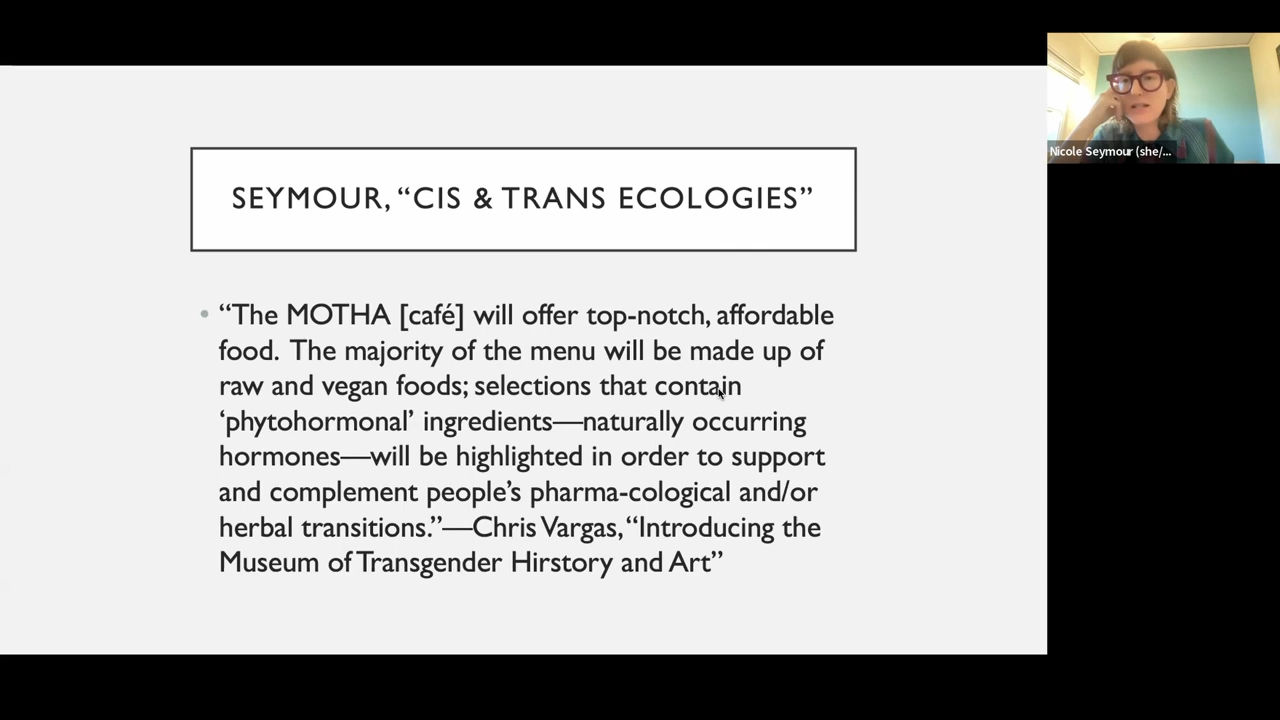 SEYMOUR, “CIS & TRANS ECOLOGIES”
• “The MOTHA [café] will offer top-notch, affordable
food. The majority of the menu will be made up of
raw and vegan foods; selections that contain
‘phytohormonal’ ingredients—naturally occurring
hormones—will be highlighted in order to support
and complement people’s pharma-cological and/or
herbal transitions.”—Chris Vargas, “Introducing the
Museum of Transgender Hirstory and Art”
Nicole Seymour (she/...